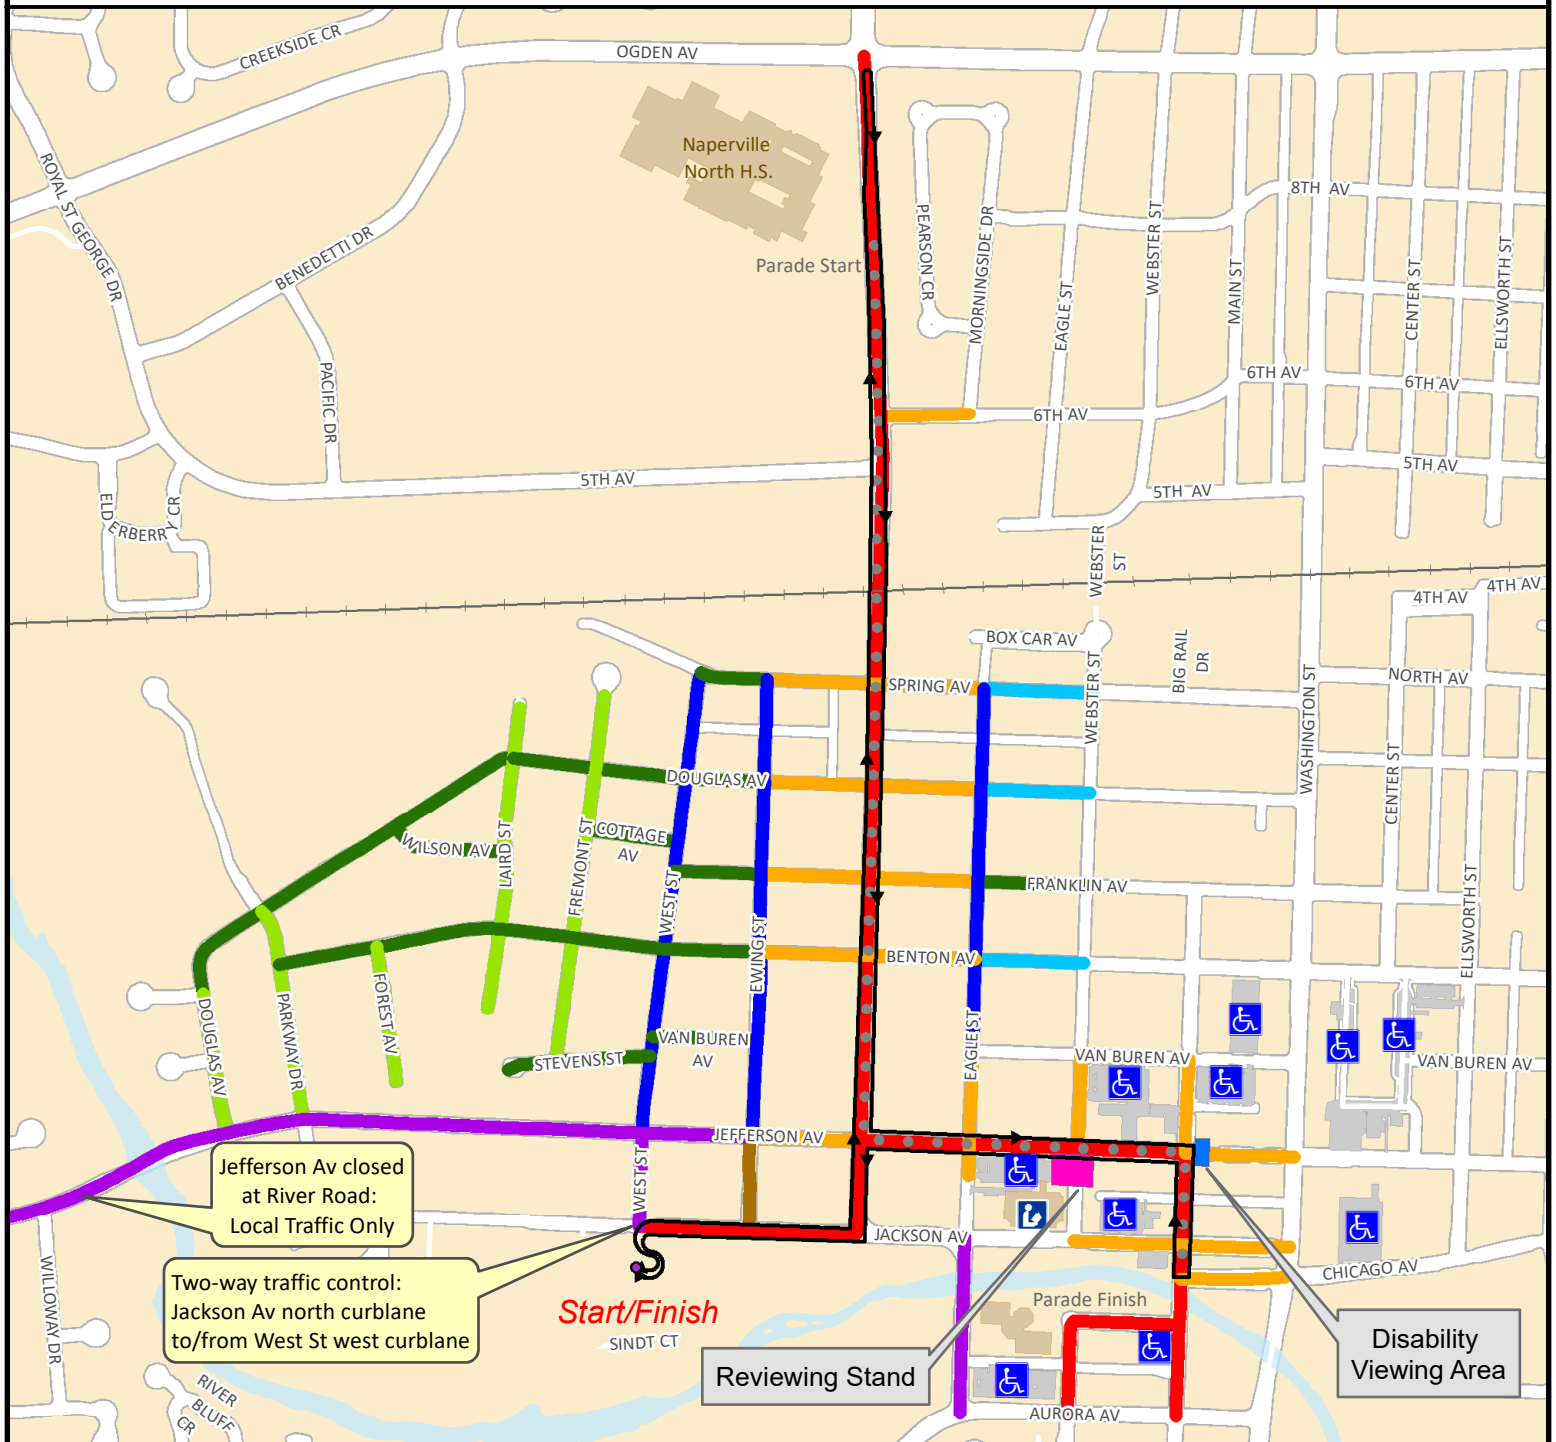 CREEKSIDE CR
OGDEN AV
Naperville
North H.S.
ROYAL ST GEORGE DR
BENEDETTI DR
PACIFIC DR
Parade Start
PEARSON CR
MORNINGSIDE DR
EAGLE ST
WEBSTER ST
MAIN ST
8TH AV
CENTER ST
ELLSWORTH ST
6TH AV
6TH AV
6TH AV
5TH AV
5TH AV
5TH AV
ELDERBERRY CR
WEBSTER
ST
4TH AV
4TH AV
BOX CAR AV
BIG RAIL
DR
WEBSTER ST
WASHINGTON ST
NORTH AV
SPRING AV
DOUGLAS AV
CENTER ST
COTTAGE
AV
WILSON AV
LAIRD ST
FREMONT ST
WEST ST
EWING ST
FRANKLIN AV
ELLSWORTH ST
BENTON AV
DOUGLAS AV
PARKWAY DR
FOREST AV
STEVENS ST
VAN BUREN
AV
EAGLE ST
VAN BUREN AV
VAN BUREN AV
JEFFERSON AV
Jefferson Av closed
at River Road:
Local Traffic Only
WEST ST
JACKSON AV
CHICAGO AV
WILLOWAY DR
Two-way traffic control:
Jackson Av north curblane
to/from West St west curblane
Start/Finish
SINDT CT
Parade Finish
Reviewing Stand
Disability
Viewing Area
RIVER
BLUFF
CR
AURORA AV